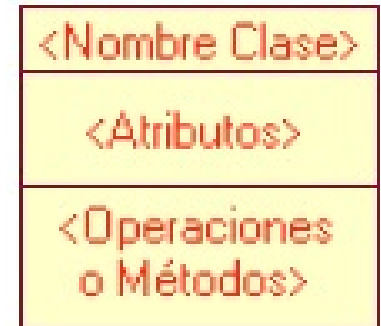 <Nombre Clase>
<Atributos>
<Operaciones
o Métodos>